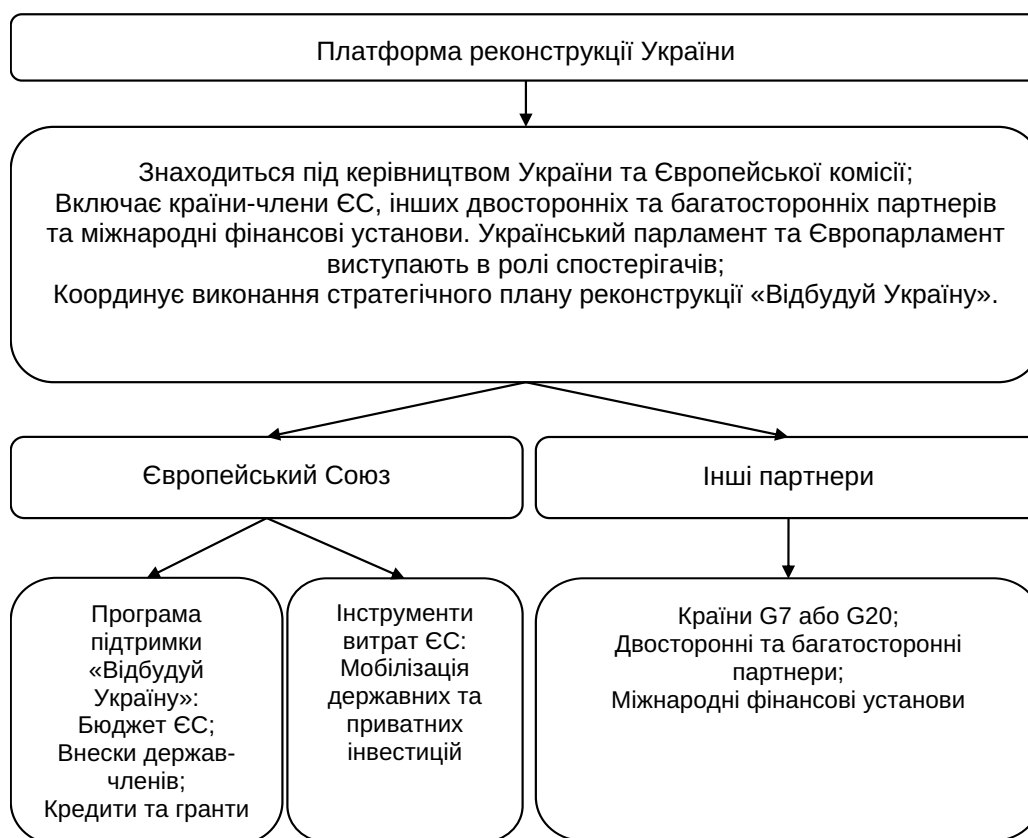 Платформа реконструкції України
Знаходиться під керівництвом України та Європейської комісії;
Включає країни-члени ЄС, інших двосторонніх та багатосторонніх партнерів
та міжнародні фінансові установи. Український парламент та Європарламент
виступають в ролі спостерігачів;
Координує виконання стратегічного плану реконструкції «Відбудуй Україну».
Європейський Союз
Інші партнери
Програма
підтримки
«Відбудуй
Україну»:
Бюджет ЄС;
Внески держав-
членів;
Кредити та гранти
Інструменти
витрат ЄС:
Мобілізація
державних та
приватних
інвестицій
Країни G7 або G20;
Двосторонні та багатосторонні
партнери;
Міжнародні фінансові установи